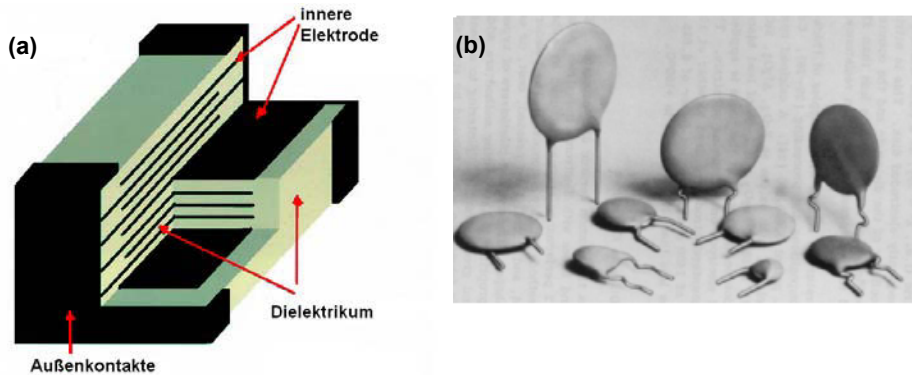 (a)
innere
Elektrode
(b)
Dielektrikum
Außenkontakte